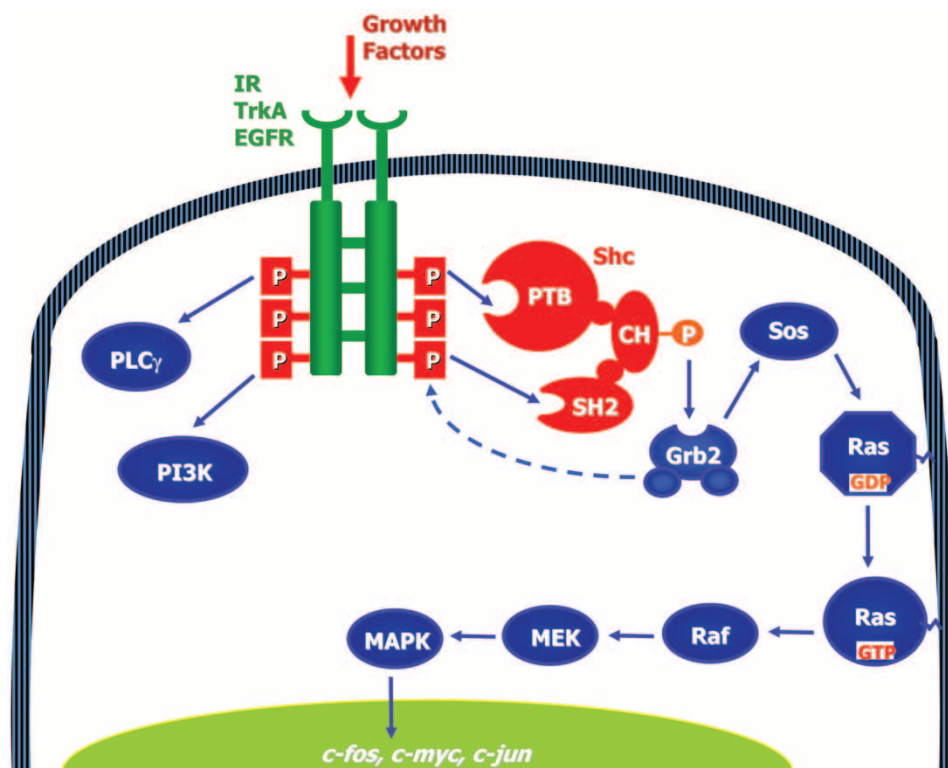 Growth
Factors
IR
TrkA
EGFR
Shc
P
P
PTB
P
P
CH
P
Sos
PLCγ
P
P
SH2
Ras
GDP
PI3K
Grb2
Ras
GTP
MAPK
MEK
Raf
c-fos, c-myc, c-jun